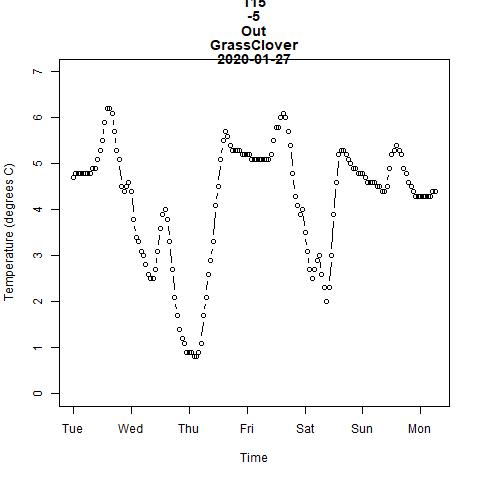 T15
-5
Out
GrassClover
2020-01-27
7
6
5
4
3
2
1
0
Temperature (degrees C)
Tue Wed Thu Fri Sat Sun Mon
Time